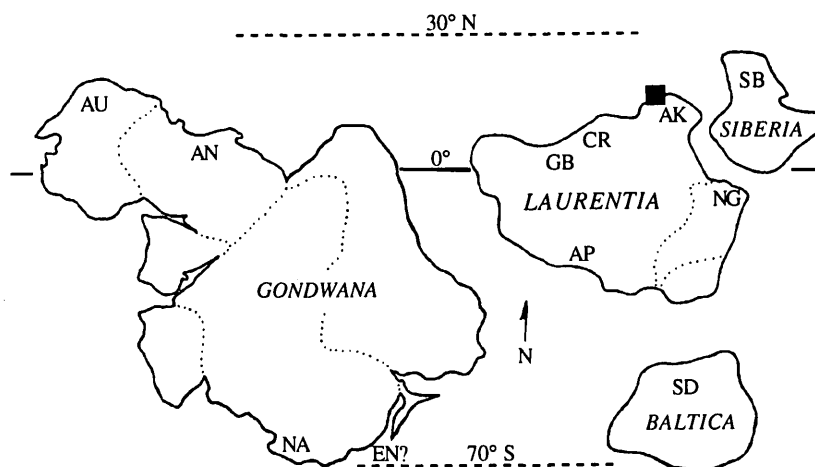 30° N
AU
SB
AK
SIBERIA
AN
CR
0°
GB
LAURENTIA
NG
AP
GONDWANA
N
SD
BALTICA
NA
EN?
70° S